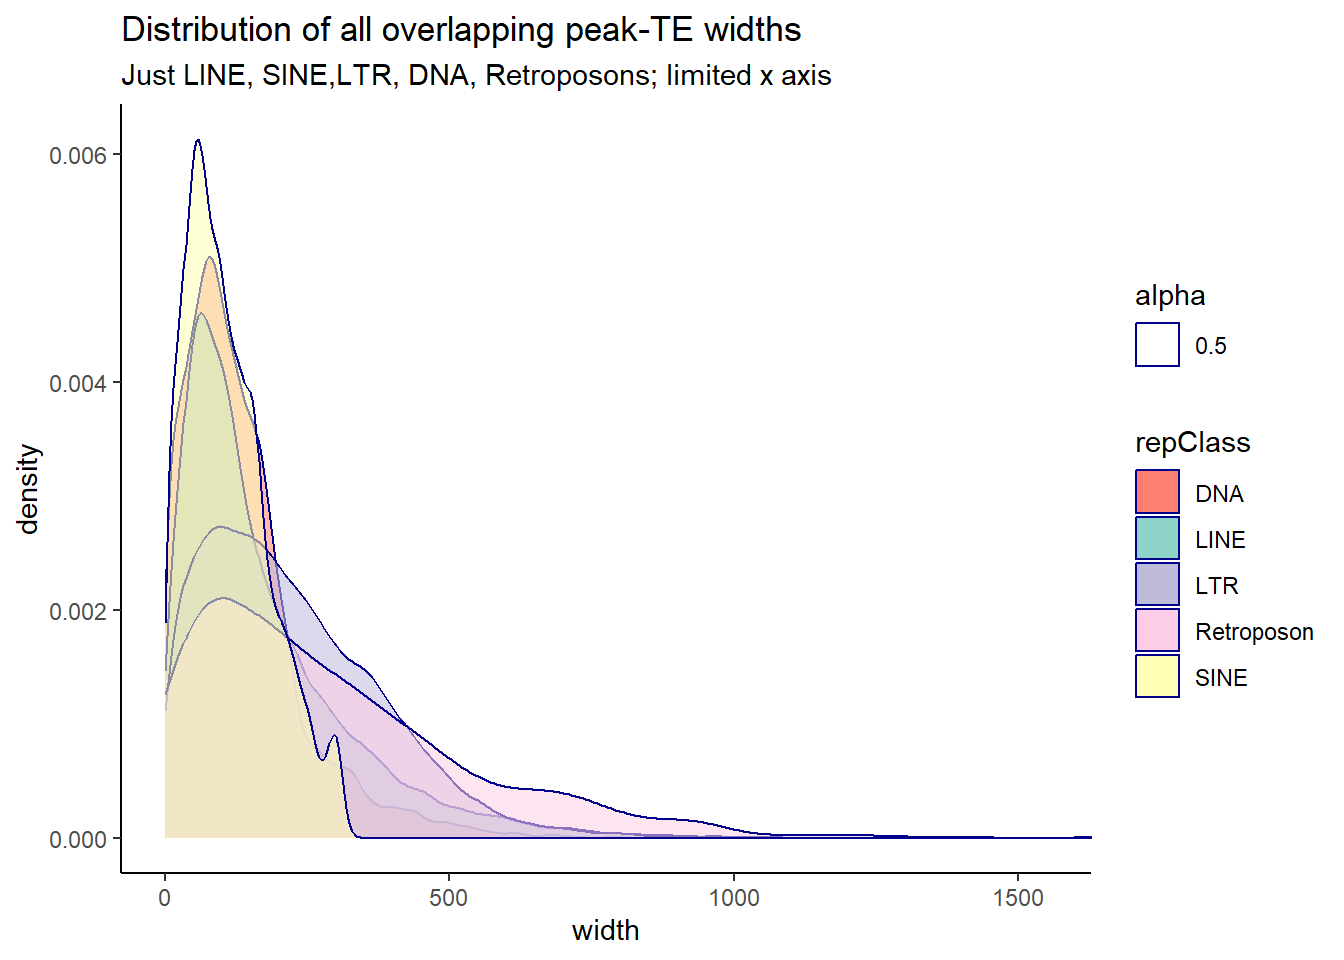 Distribution of all overlapping peak-TE widths
Just LINE, SINE,LTR, DNA, Retroposons; limited x axis
0.006
0.004
0.002
0.000
density
0
500
1000
1500
width
alpha
0.5
repClass
DNA
LINE
LTR
Retroposon
SINE